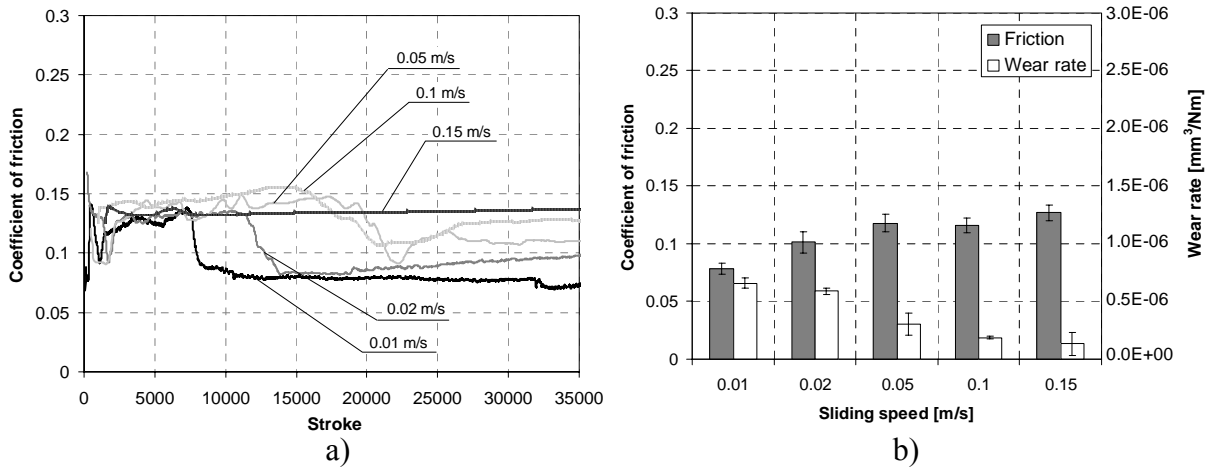 0.3
0.25
0.2
0.15
0.1
0.05
0
Coefficient of friction
0.05 m/s
0.1 m/s
0.15 m/s
0.02 m/s
0.01 m/s
0 5000 10000 15000 20000 25000 30000 35000
Stroke
a)
0.3
0.25
0.2
0.15
0.1
0.05
0
Coefficient of friction
Friction
Wear rate
3.0E-06
2.5E-06
2.0E-06
1.5E-06
1.0E-06
0.5E-06
0.0E+00
Wear rate [mm³/Nm]
0.01 0.02 0.05 0.1 0.15
Sliding speed [m/s]
b)